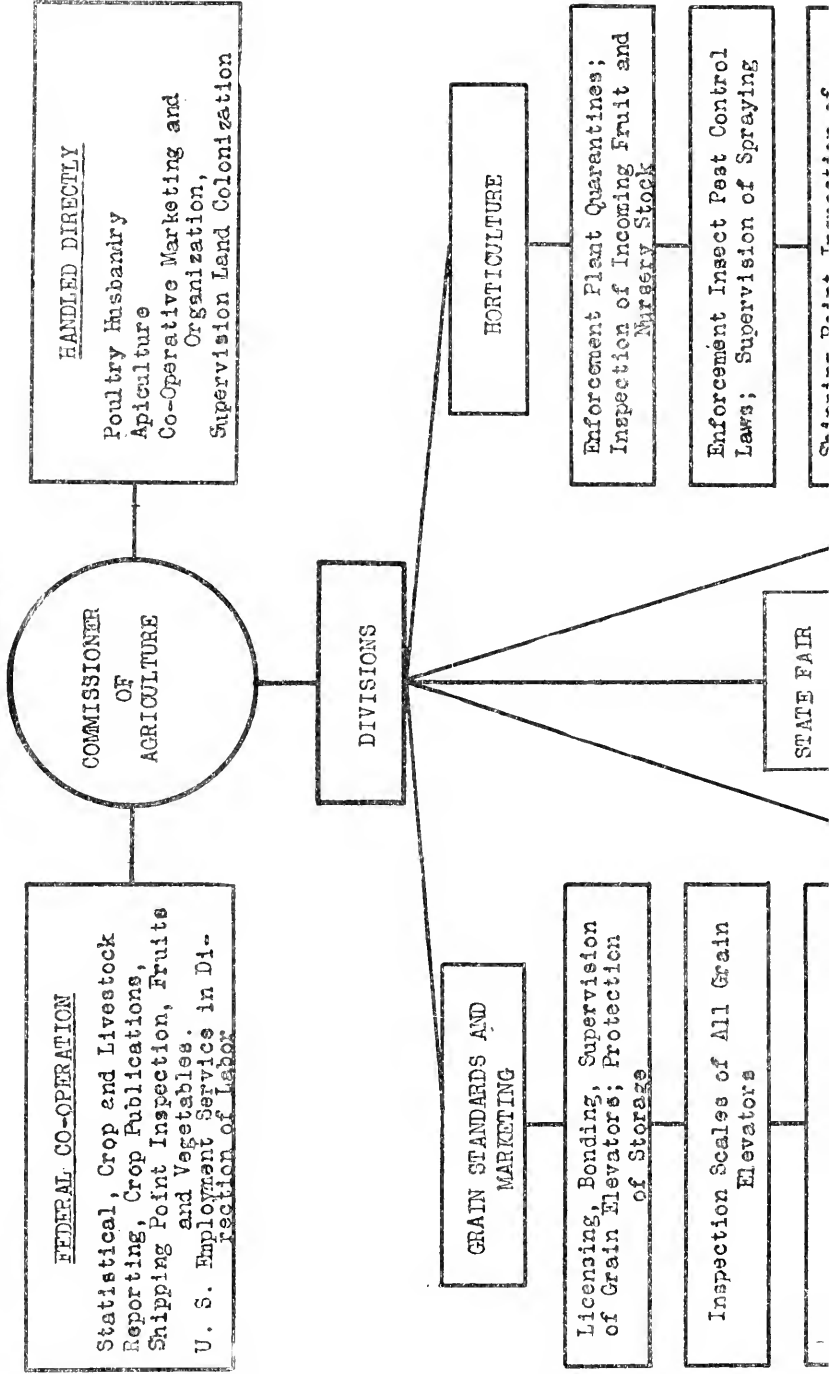 FEDERAL CO-OPERATION
Statistical, Crop and Livestock
Reporting, Crop Publications,
Shipping Point Inspection, Fruits
and Vegetables.
U. S. Employment Service in Di-
rection of Labor
COMMISSIONER
OF
AGRICULTURE
HANDLED DIRECTLY
Poultry Husbandry
Apiculture
Co-Operative Marketing and
Organization,
Supervision Land Colonization
DIVISIONS
GRAIN STANDARDS AND
MARKETING
Licensing, Bonding, Supervision
of Grain Elevators; Protection
of Storage
Inspection Scales of All Grain
Elevators
STATE FAIR
HORTICULTURE
Enforcement Plant Quarantines;
Inspection of Incoming Fruit and
Nursery Stock
Enforcement Insect Pest Control
Laws; Supervision of Spraying
Shipping Point Inspection of